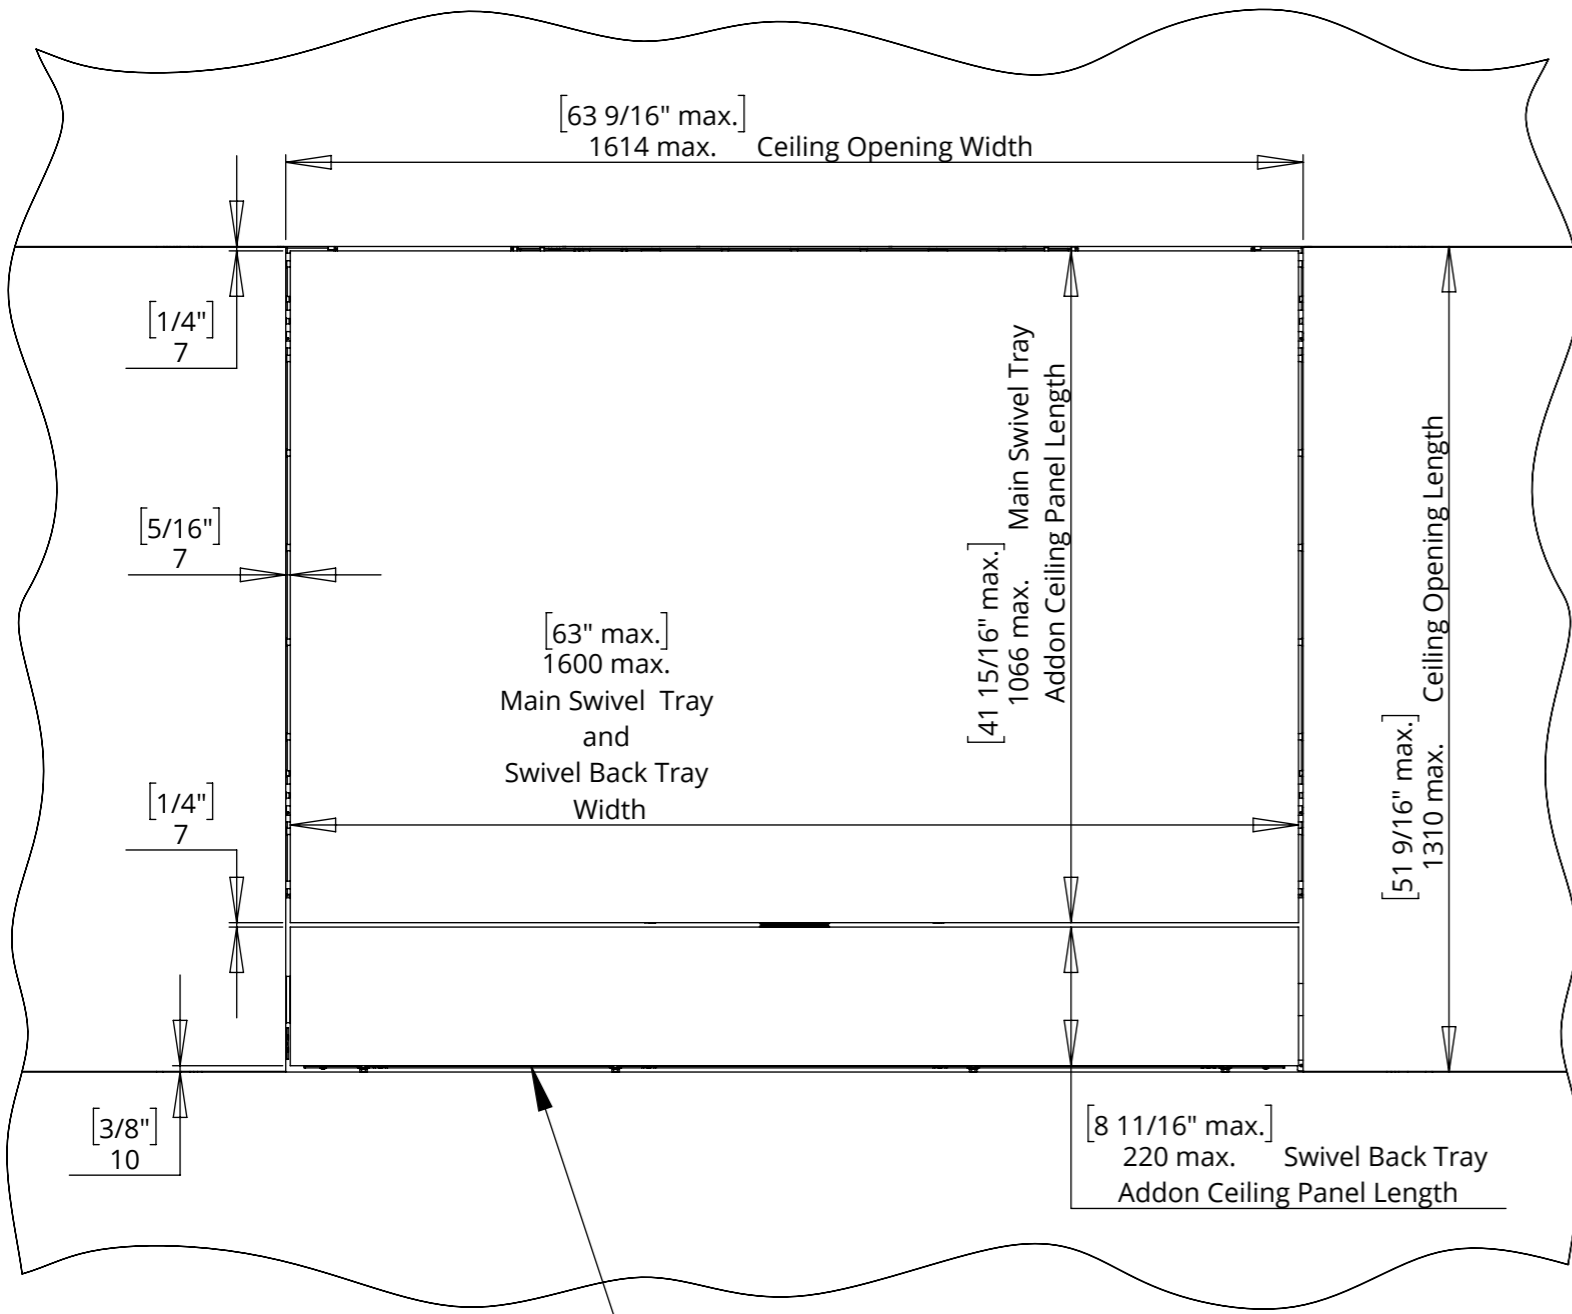 [63 9/16" max.]
1614 max. Ceiling Opening Width
[1/4"]
7
[5/16"]
7
[63" max.]
1600 max.
Main Swivel Tray
and
Swivel Back Tray
Width
[41 15/16" max.]
1066 max. Main Swivel Tray
Addon Ceiling Panel Length
[51 9/16" max.]
1310 max. Ceiling Opening Length
[1/4"]
7
[3/8"]
10
[8 11/16" max.]
220 max. Swivel Back Tray
Addon Ceiling Panel Length